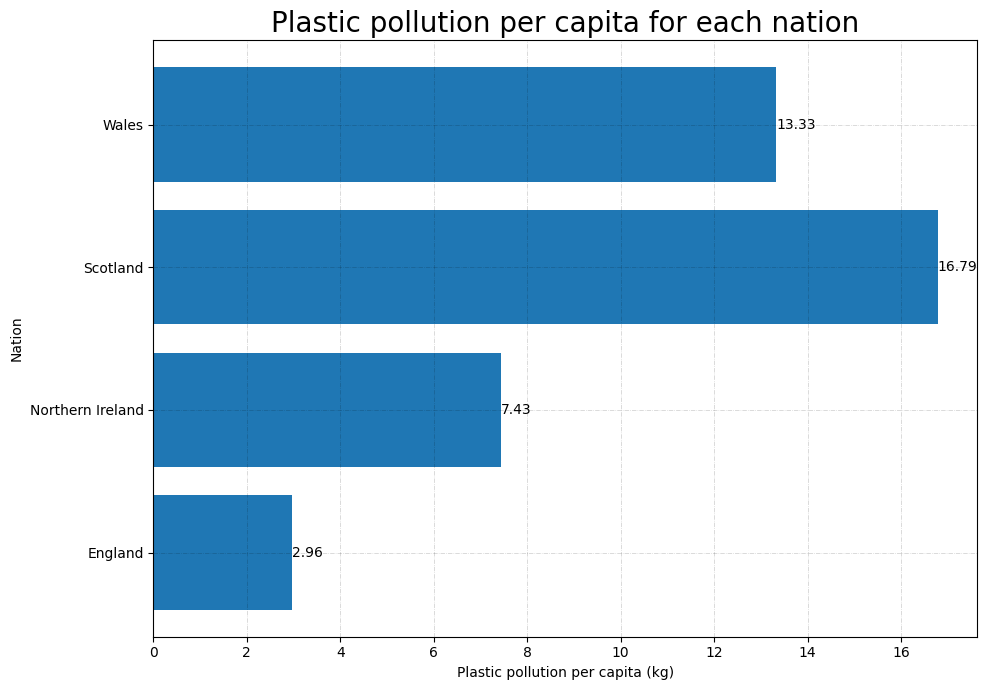 Plastic pollution per capita for each nation
Nation
Wales
13.33
Scotland
16.79
Northern Ireland
7.43
England
2.96
0 2 4 6 8 10 12 14 16
Plastic pollution per capita (kg)